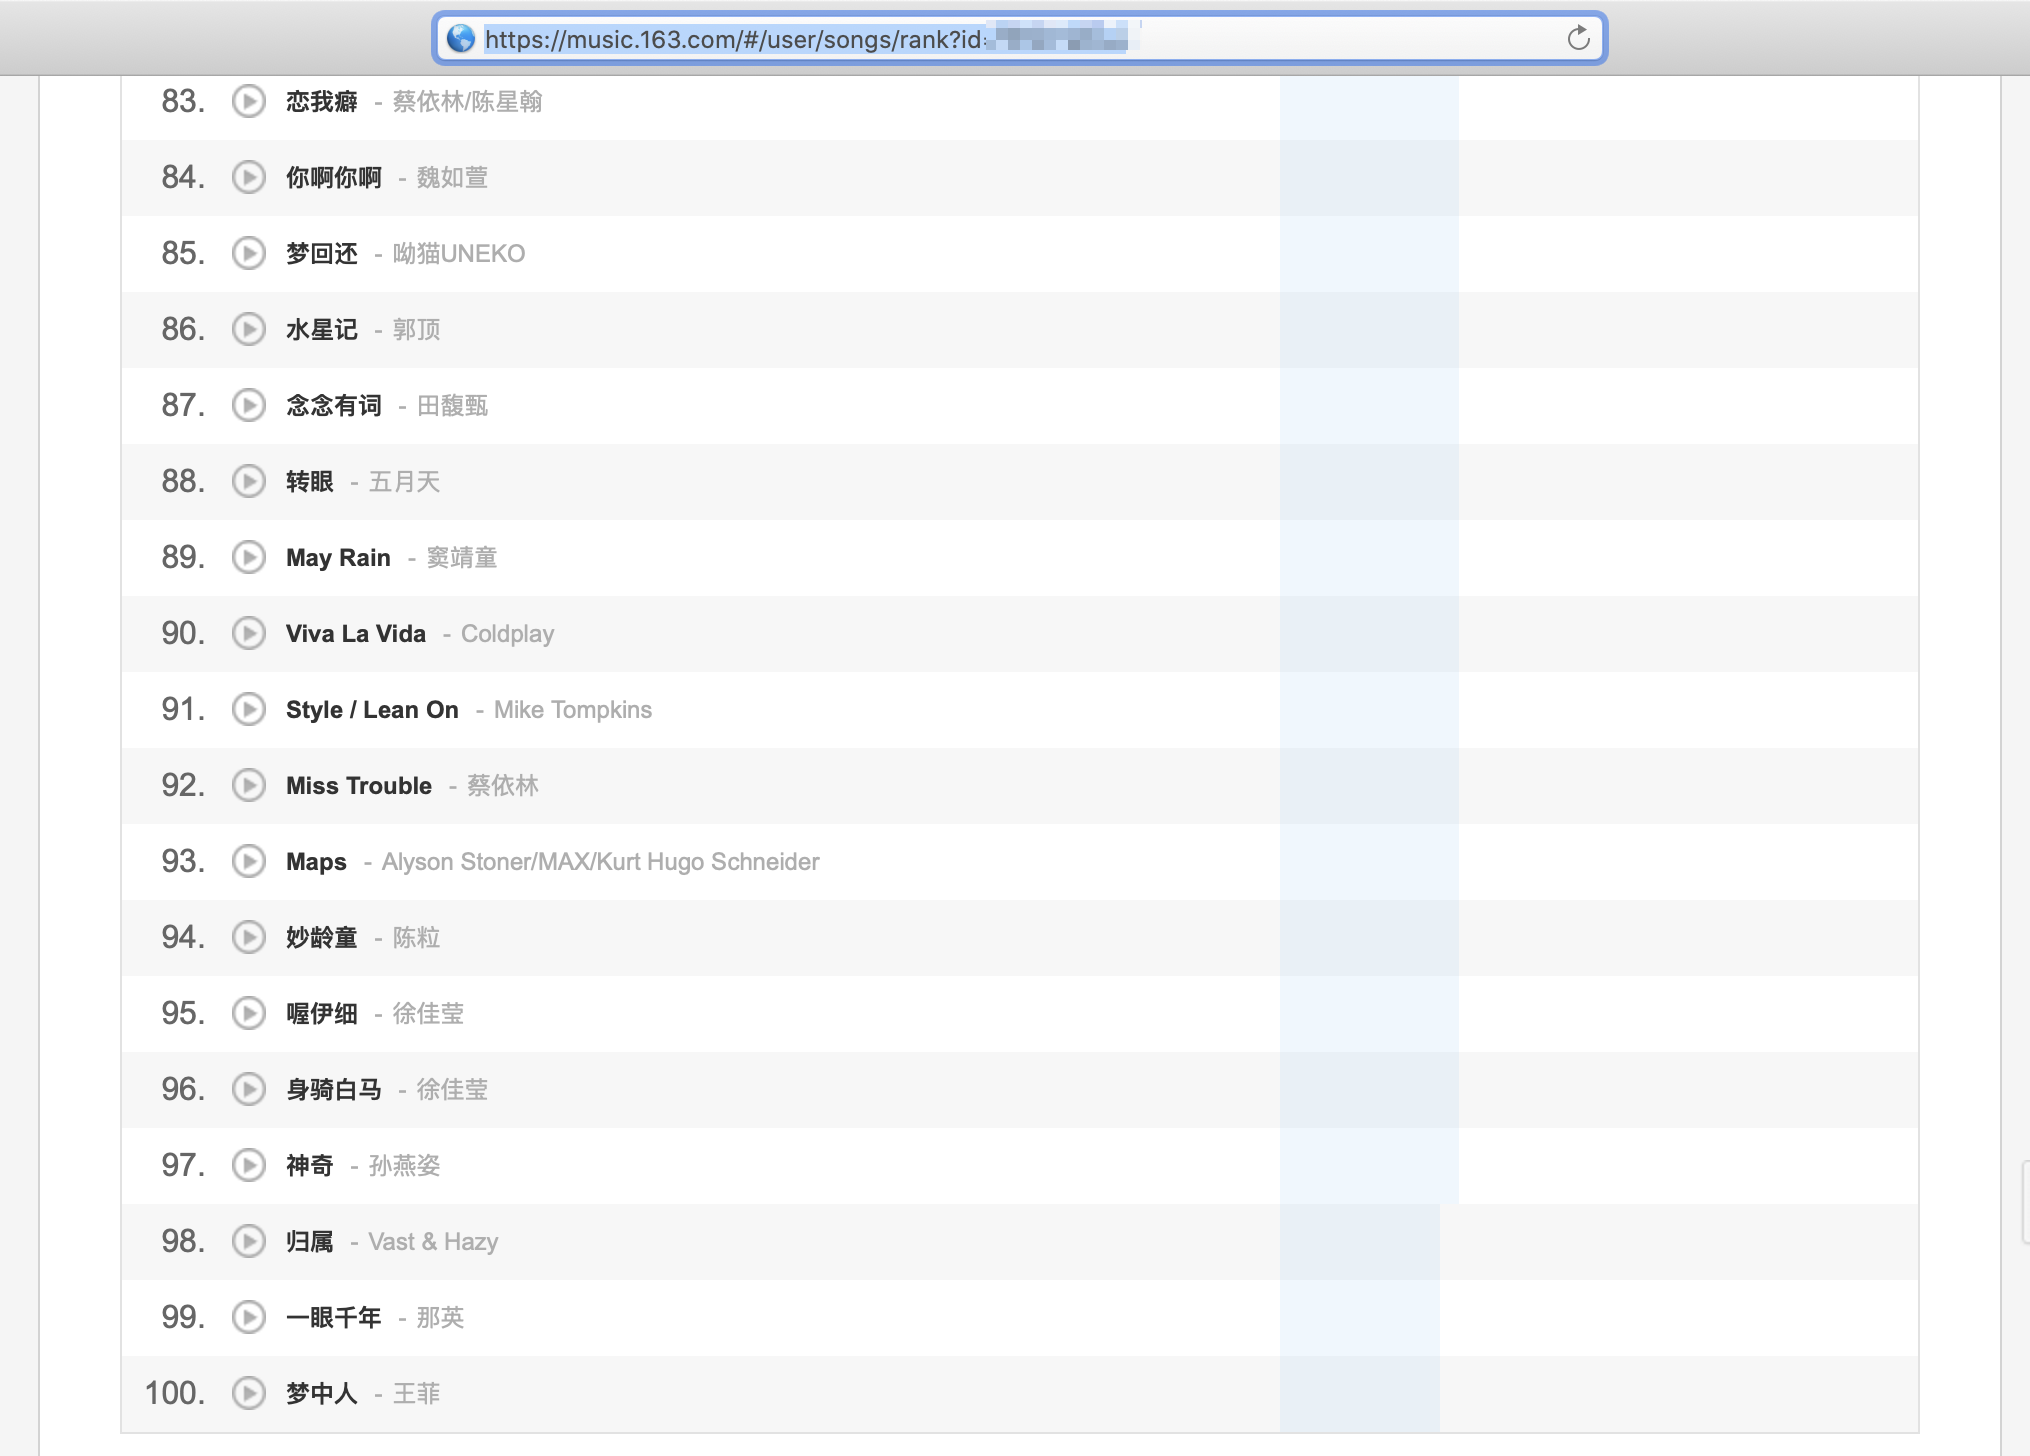 https://music.163.com/#/user/songs/rank?id=
83. 恋我癖 - 蔡依林/陈星翰
84. 你啊你啊 - 魏如萱
85. 梦回还 - 呦猫UNEKO
86. 水星记 - 郭顶
87. 念念有词 - 田馥甄
88. 转眼 - 五月天
89. May Rain - 窦靖童
90. Viva La Vida - Coldplay
91. Style / Lean On - Mike Tompkins
92. Miss Trouble - 蔡依林
93. Maps - Alyson Stoner/MAX/Kurt Hugo Schneider
94. 妙龄童 - 陈粒
95. 喔伊细 - 徐佳莹
96. 身骑白马 - 徐佳莹
97. 神奇 - 孙燕姿
98. 归属 - Vast & Hazy
99. 一眼千年 - 那英
100. 梦中人 - 王菲